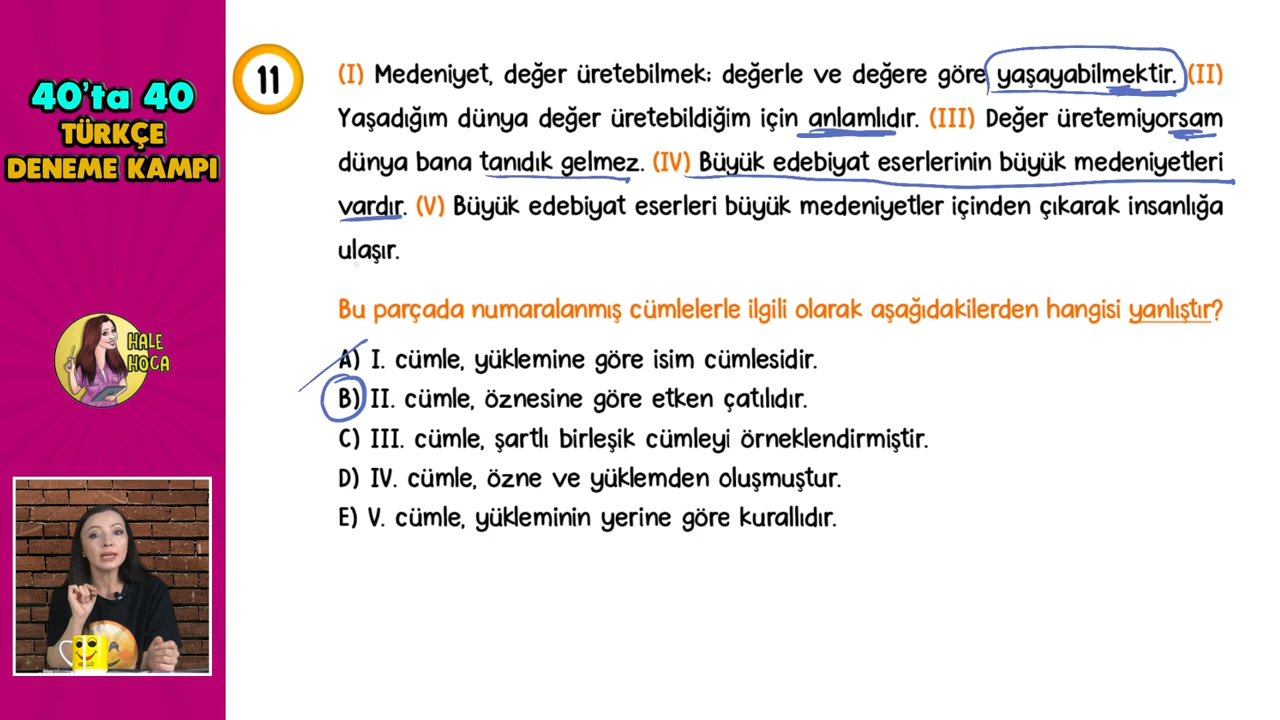 40'ta 40
TÜRKÇE
DENEME KAMPI
HALE
HOCA
HELLO
11
(I) Medeniyet, değer üretebilmek; değerle ve değere göre yaşayabilmektir. (II)
Yaşadığım dünya değer üretebildiğim için anlamlıdır. (III) Değer üretemiyorsam
dünya bana tanıdık gelmez. (IV) Büyük edebiyat eserlerinin büyük medeniyetleri
vardır. (V) Büyük edebiyat eserleri büyük medeniyetler içinden çıkarak insanlığa
ulaşır.
Bu parçada numaralanmış cümlelerle ilgili olarak aşağıdakilerden hangisi yanlıştır?
A) I. cümle, yüklemine göre isim cümlesidir.
B) II. cümle, öznesine göre etken çatılıdır.
C) III. cümle, şartlı birleşik cümleyi örneklendirmiştir.
D) IV. cümle, özne ve yüklemden oluşmuştur.
E) V. cümle, yükleminin yerine göre kurallıdır.